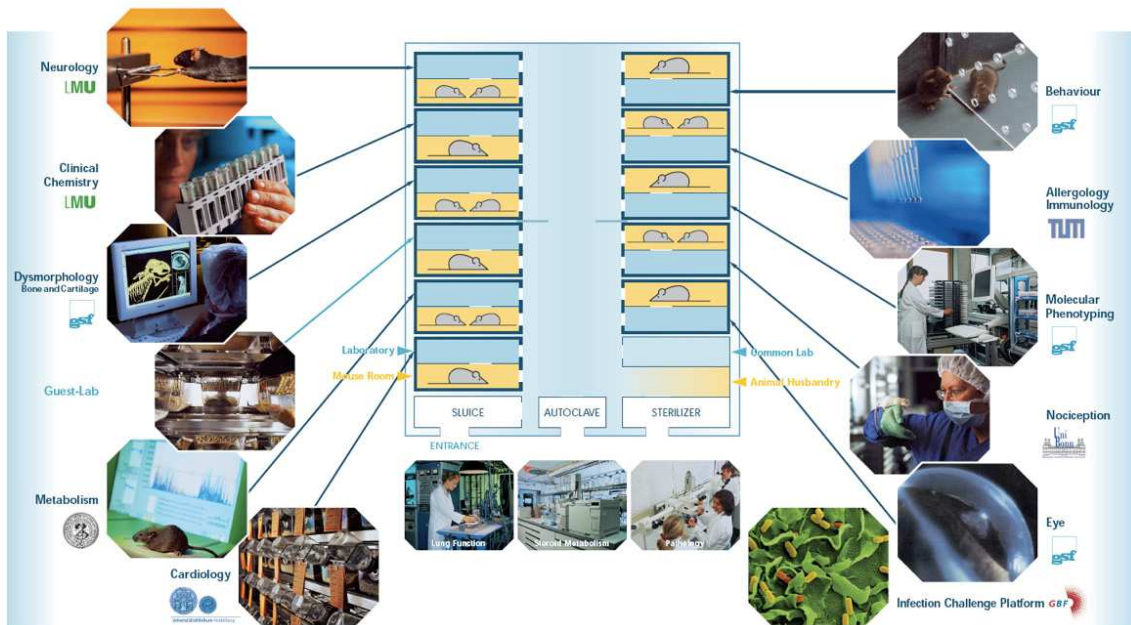 Neurology
LMU
Clinical
Chemistry
LMU
Dysmorphology
Bone and Cartilage
gsf
Guest-Lab
Metabolism
Cardiology
Laboratory
Mouse Room
SLUICE
AUTOCLAVE
STERILIZER
ENTRANCE
Common Lab
Animal Husbandry
Lung Function
Steroid Metabolism
Pathology
Behaviour
gsf
Allergology
Immunology
TUM
Molecular
Phenotyping
gsf
Nociception
Uni
Bonn
Eye
gsf
Infection Challenge Platform GBF